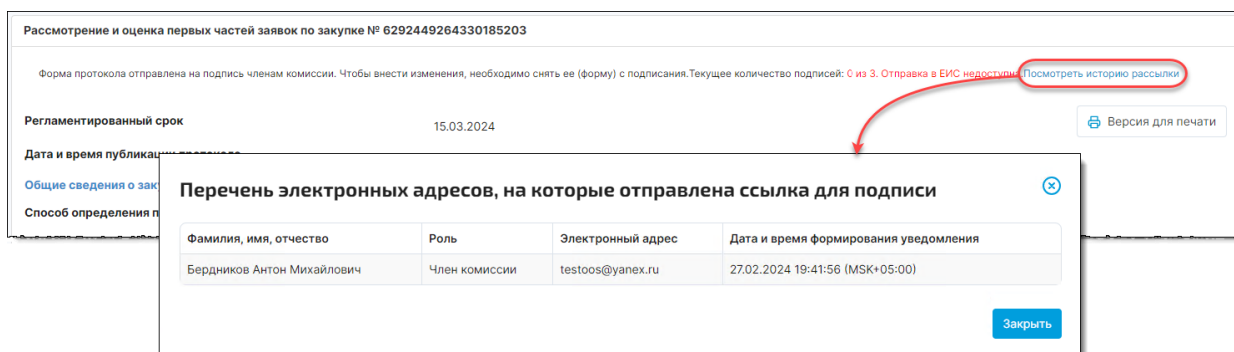 Рассмотрение и оценка первых частей заявок по закупке № 6292449264330185203
Форма протокола отправлена на подпись членам комиссии. Чтобы внести изменения, необходимо снять ее (форму) с подписания.Текущее количество подписей: 0 из 3. Отправка в ЕИС недоступна.Посмотреть историю рассылки
Регламентированный срок 15.03.2024 Версия для печати
Дата и время публикации протокола
Общие сведения о зак
Способ определения п
Перечень электронных адресов, на которые отправлена ссылка для подписи
Фамилия, имя, отчество Роль Электронный адрес Дата и время формирования уведомления
Бердников Антон Михайлович Член комиссии testoos@yanex.ru 27.02.2024 19:41:56 (MSK+05:00)
Закрыть